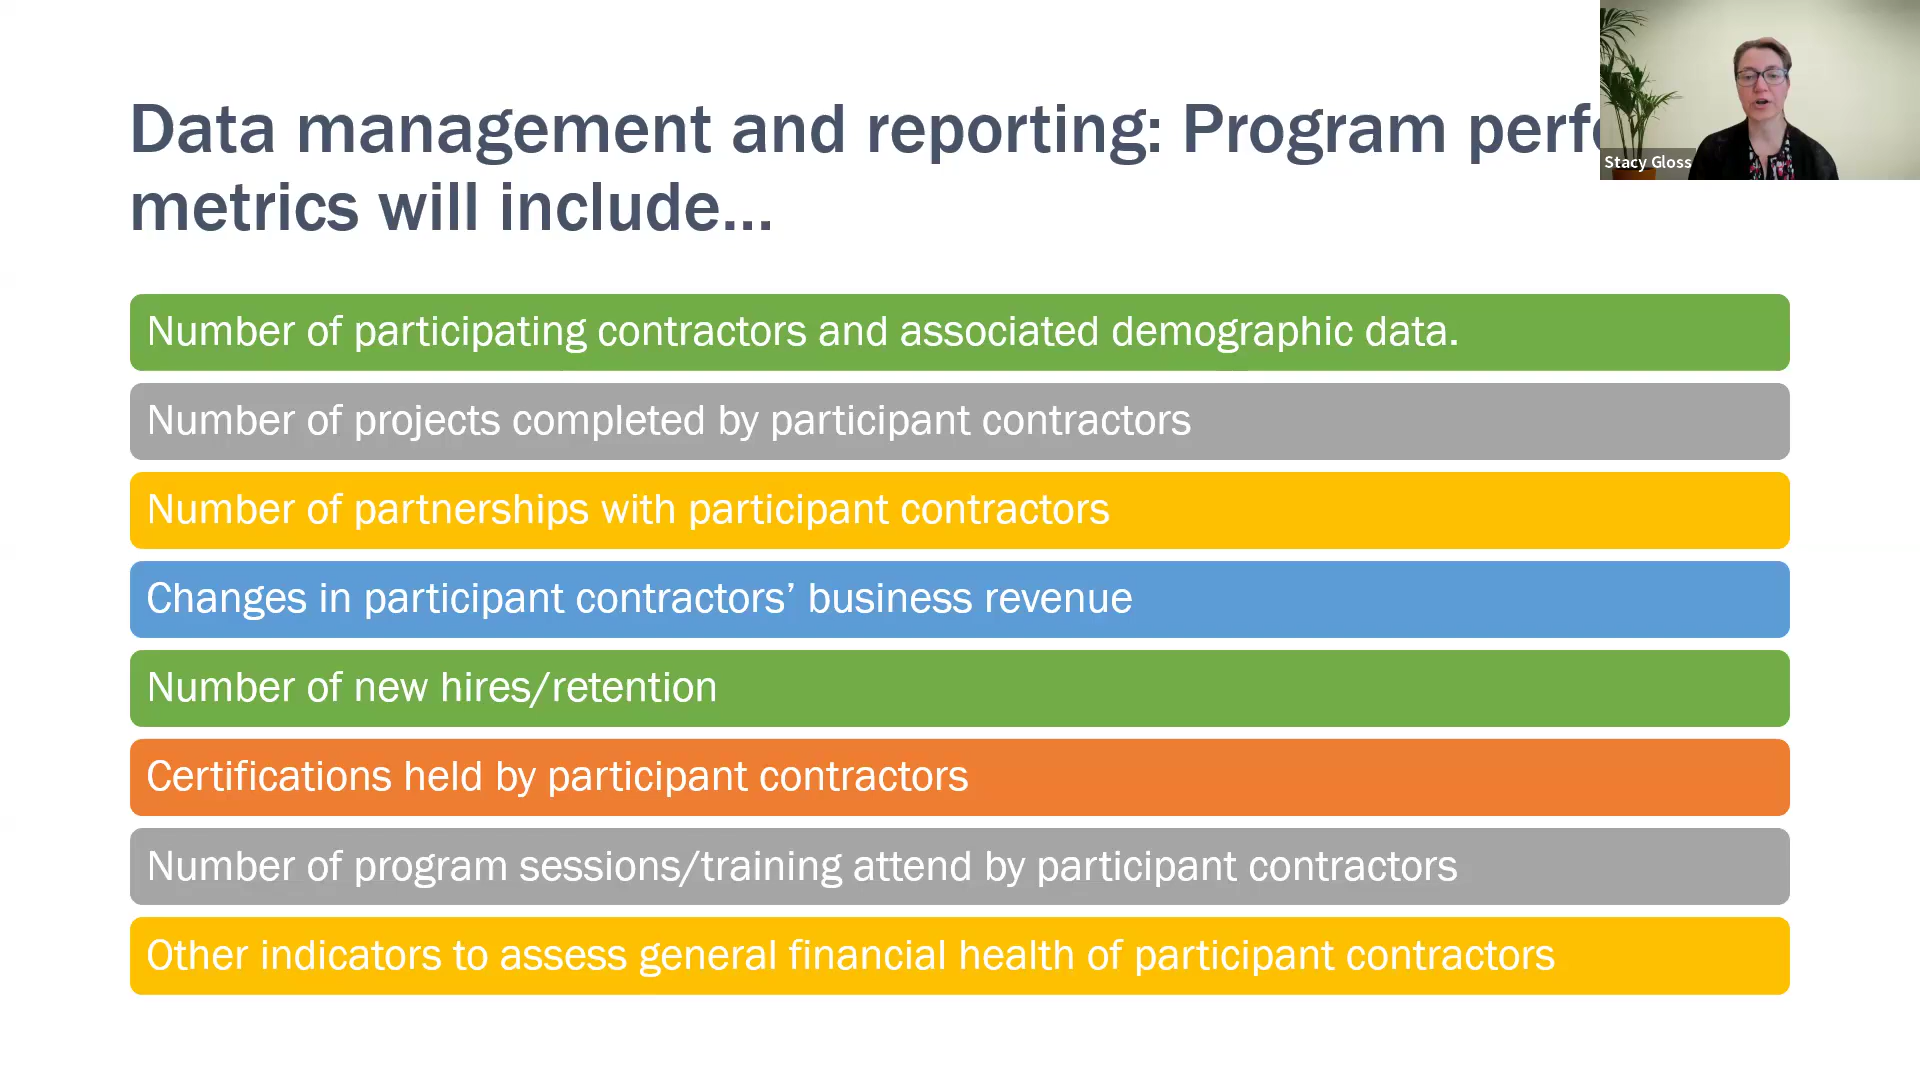 Data management and reporting: Program perf
metrics will include...
Stacy Gloss
Number of participating contractors and associated demographic data.
Number of projects completed by participant contractors
Number of partnerships with participant contractors
Changes in participant contractors’ business revenue
Number of new hires/retention
Certifications held by participant contractors
Number of program sessions/training attend by participant contractors
Other indicators to assess general financial health of participant contractors